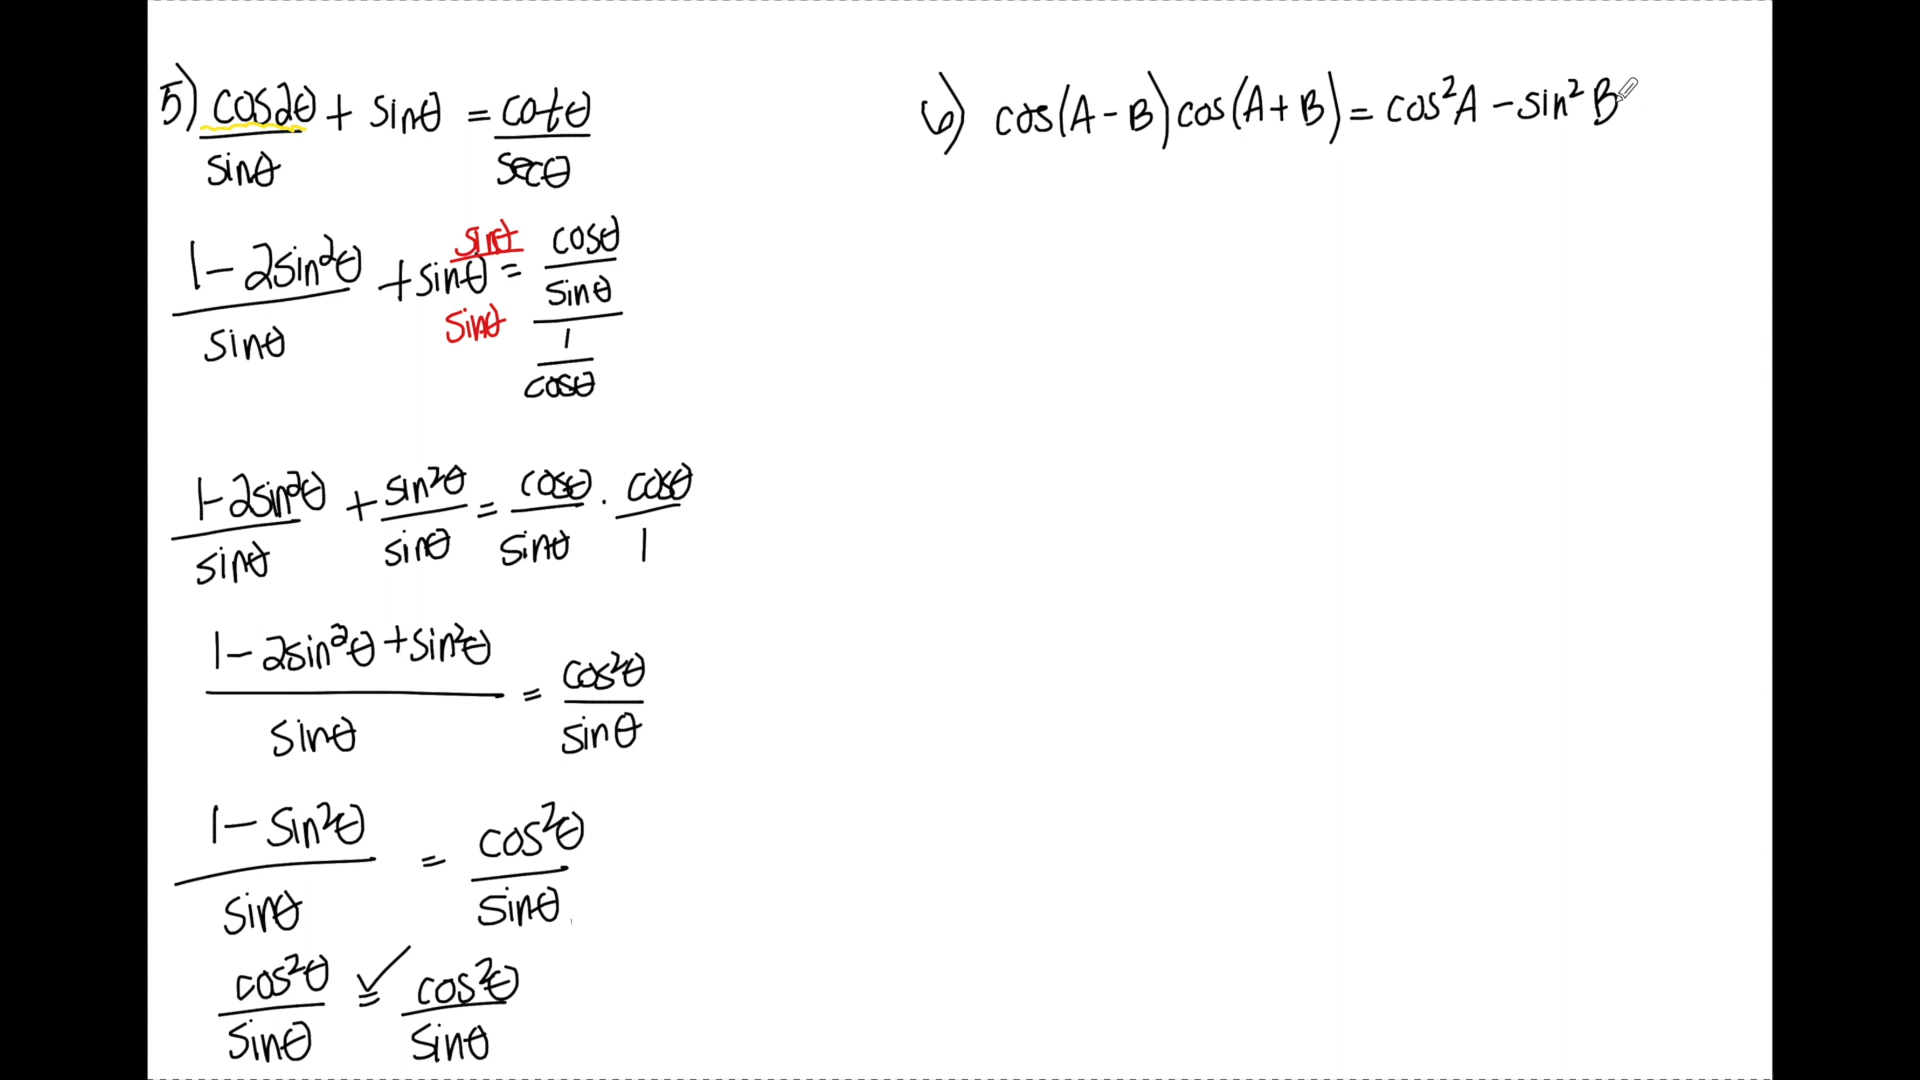 5) cos2θ/sinθ + sinθ = cotθ/secθ
(1 - 2sin²θ)/sinθ + sinθ · sinθ/sinθ = (cosθ/sinθ)/(1/cosθ)
(1 - 2sin²θ)/sinθ + sin²θ/sinθ = cosθ/sinθ · cosθ/1
(1 - 2sin²θ + sin²θ)/sinθ = cos²θ/sinθ
(1 - sin²θ)/sinθ = cos²θ/sinθ
cos²θ/sinθ =✓ cos²θ/sinθ
6) cos(A - B)cos(A + B) = cos²A - sin²B